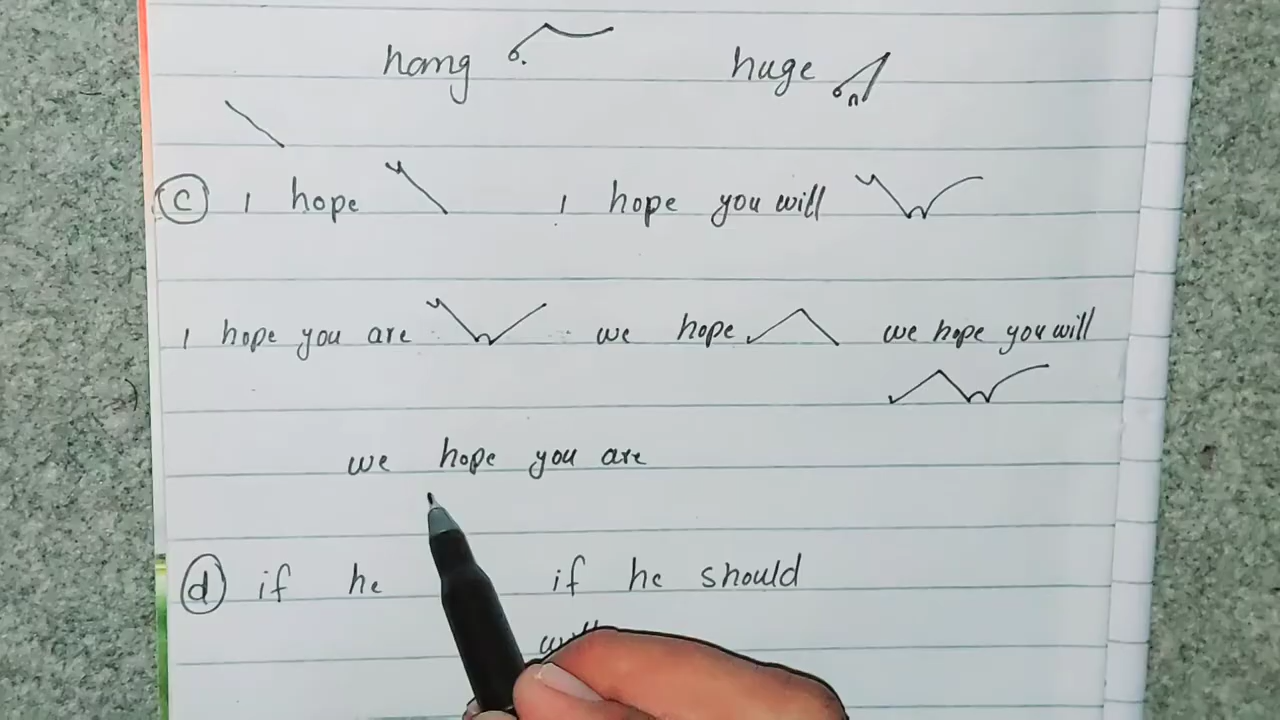 hang huge
(c) I hope I hope you will
I hope you are we hope we hope you will
we hope you are
(d) if he if he should